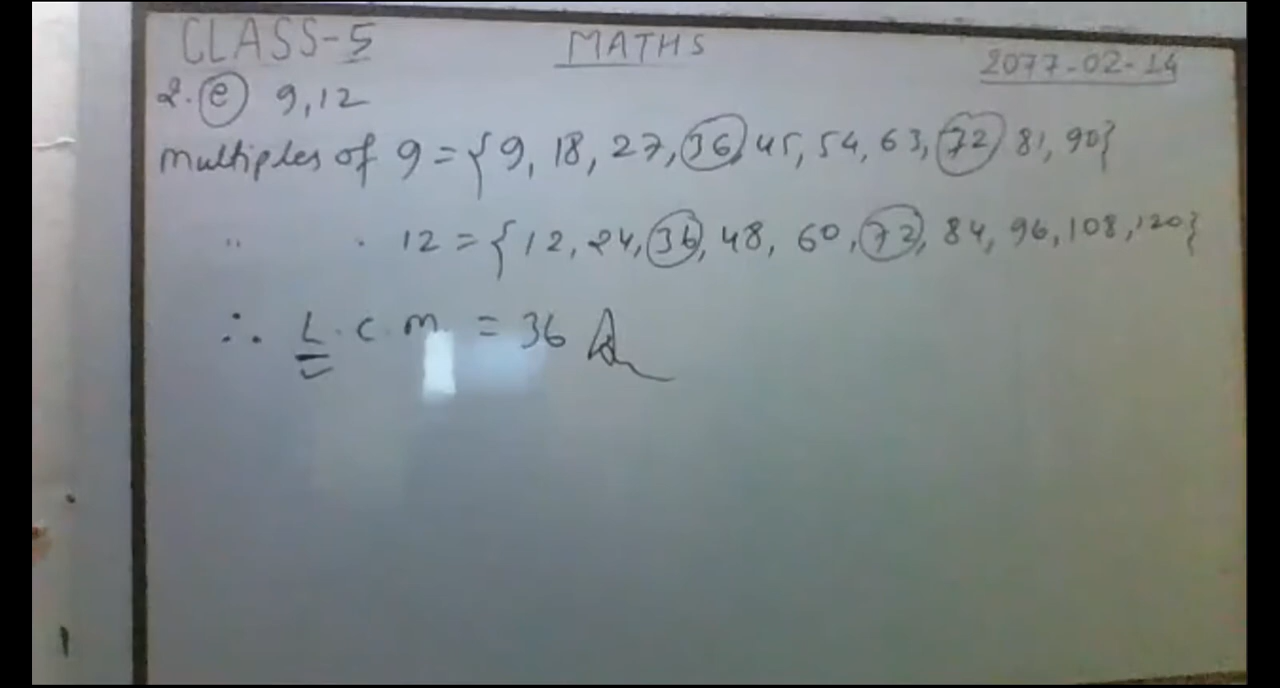 CLASS-5 MATHS 2077-02-14
2. e 9, 12
multiples of 9 = {9, 18, 27, 36, 45, 54, 63, 72, 81, 90}
" " 12 = {12, 24, 36, 48, 60, 72, 84, 96, 108, 120}
∴ L.C.M = 36